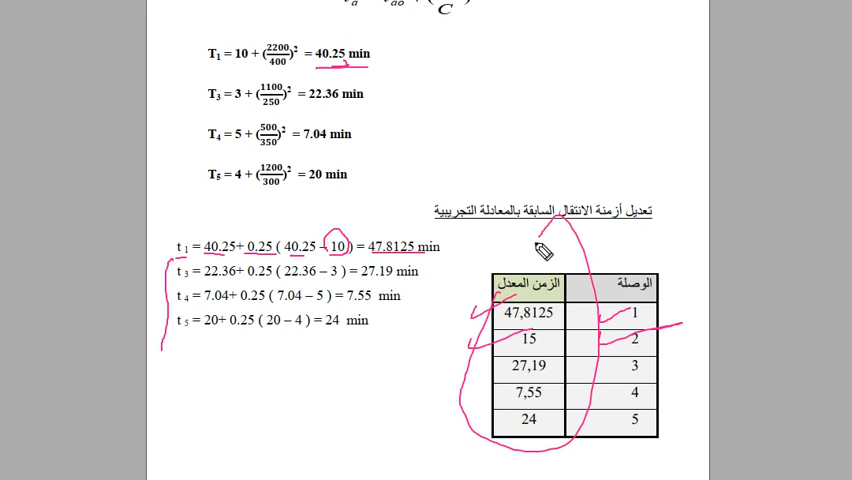 C
T₁ = 10 + (2200/400)² = 40.25 min
T₃ = 3 + (1100/250)² = 22.36 min
T₄ = 5 + (500/350)² = 7.04 min
T₅ = 4 + (1200/300)² = 20 min
تعديل أزمنة الانتقال السابقة بالمعادلة التجريبية
t ₁ = 40.25+ 0.25 ( 40.25 – 10 ) = 47.8125 min
t ₃ = 22.36+ 0.25 ( 22.36 – 3 ) = 27.19 min
t ₄ = 7.04+ 0.25 ( 7.04 – 5 ) = 7.55 min
t ₅ = 20+ 0.25 ( 20 – 4 ) = 24 min
الوصلة الزمن المعدل
1 47,8125
2 15
3 27,19
4 7,55
5 24